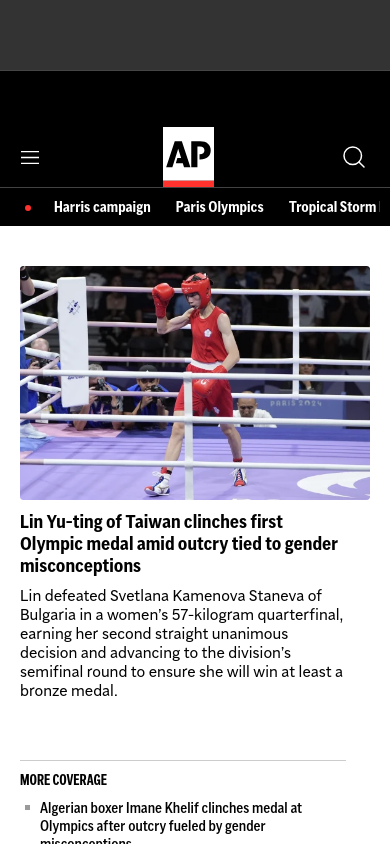 AP
Harris campaign Paris Olympics Tropical Storm
PARIS 2024
Lin Yu-ting of Taiwan clinches first
Olympic medal amid outcry tied to gender
misconceptions
Lin defeated Svetlana Kamenova Staneva of
Bulgaria in a women’s 57-kilogram quarterfinal,
earning her second straight unanimous
decision and advancing to the division’s
semifinal round to ensure she will win at least a
bronze medal.
MORE COVERAGE
Algerian boxer Imane Khelif clinches medal at
Olympics after outcry fueled by gender
misconceptions